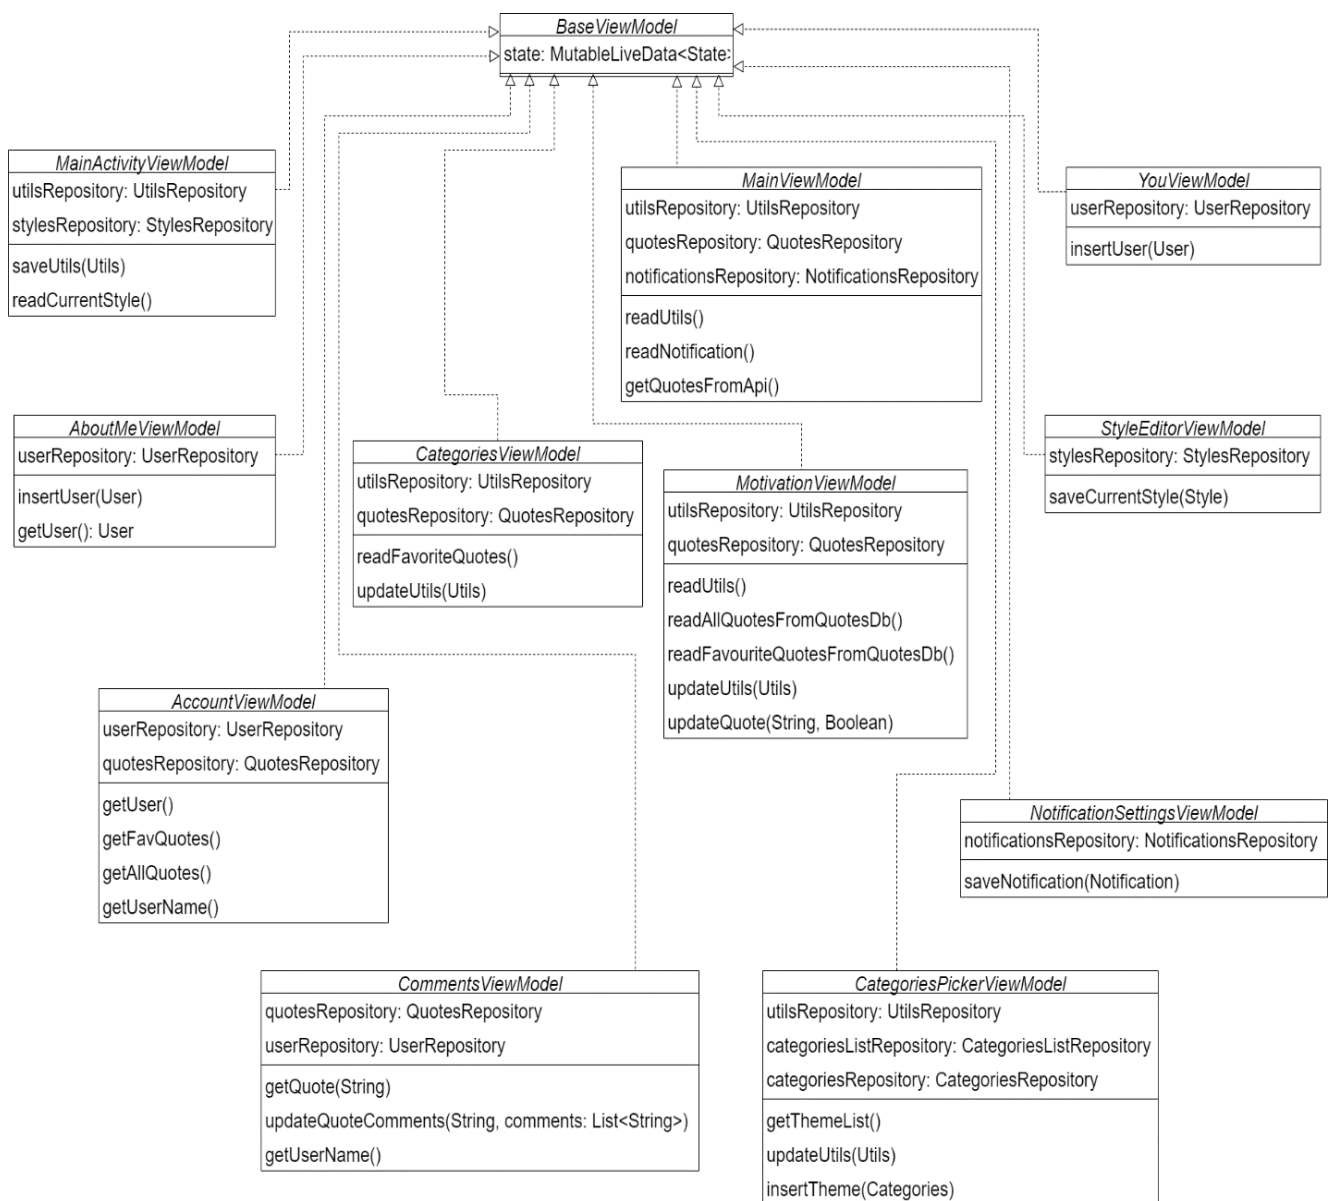 BaseViewModel
state: MutableLiveData<State>
MainActivityViewModel
utilsRepository: UtilsRepository
stylesRepository: StylesRepository
saveUtils(Utils)
readCurrentStyle()
MainViewModel
utilsRepository: UtilsRepository
quotesRepository: QuotesRepository
notificationsRepository: NotificationsRepository
readUtils()
readNotification()
getQuotesFromApi()
YouViewModel
userRepository: UserRepository
insertUser(User)
AboutMeViewModel
userRepository: UserRepository
insertUser(User)
getUser(): User
CategoriesViewModel
utilsRepository: UtilsRepository
quotesRepository: QuotesRepository
readFavoriteQuotes()
updateUtils(Utils)
MotivationViewModel
utilsRepository: UtilsRepository
quotesRepository: QuotesRepository
readUtils()
readAllQuotesFromQuotesDb()
readFavouriteQuotesFromQuotesDb()
updateUtils(Utils)
updateQuote(String, Boolean)
StyleEditorViewModel
stylesRepository: StylesRepository
saveCurrentStyle(Style)
AccountViewModel
userRepository: UserRepository
quotesRepository: QuotesRepository
getUser()
getFavQuotes()
getAllQuotes()
getUserName()
NotificationSettingsViewModel
notificationsRepository: NotificationsRepository
saveNotification(Notification)
CommentsViewModel
quotesRepository: QuotesRepository
userRepository: UserRepository
getQuote(String)
updateQuoteComments(String, comments: List<String>)
getUserName()
CategoriesPickerViewModel
utilsRepository: UtilsRepository
categoriesListRepository: CategoriesListRepository
categoriesRepository: CategoriesRepository
getThemeList()
updateUtils(Utils)
insertTheme(Categories)